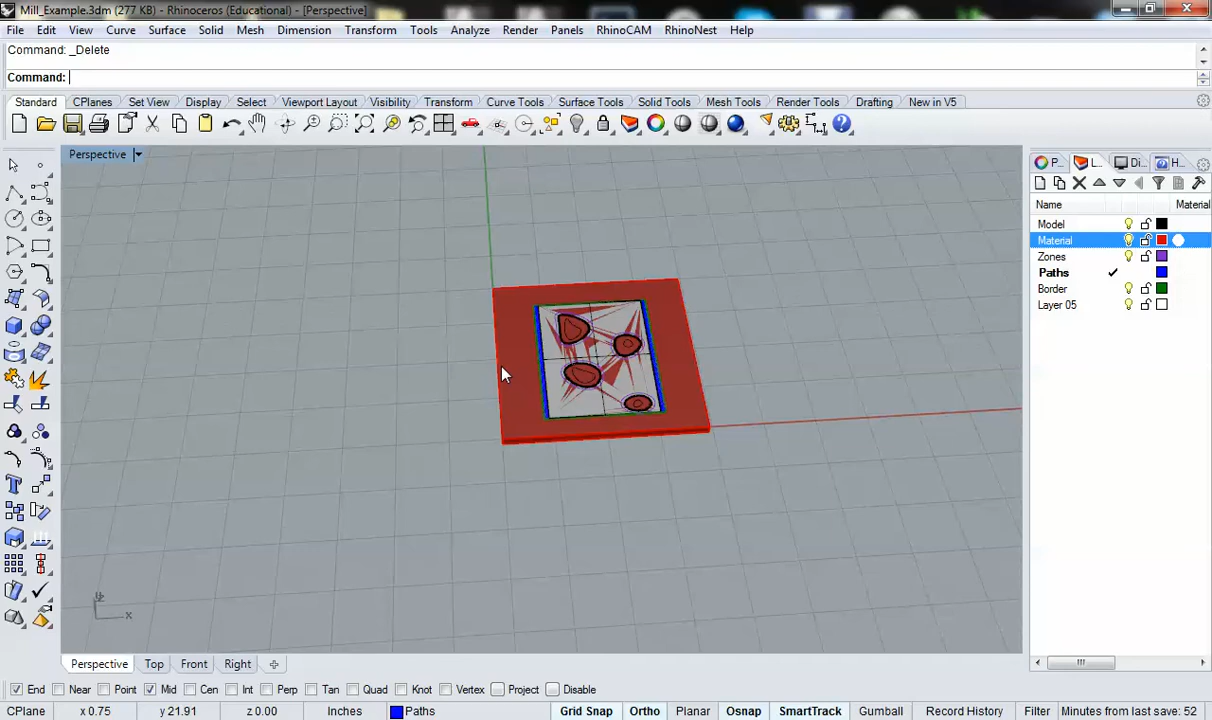 Mill_Example.3dm (277 KB) - Rhinoceros (Educational) - [Perspective]
File Edit View Curve Surface Solid Mesh Dimension Transform Tools Analyze Render Panels RhinoCAM RhinoNest Help
Command: _Delete
Command:
Standard CPlanes Set View Display Select Viewport Layout Visibility Transform Curve Tools Surface Tools Solid Tools Mesh Tools Render Tools Drafting New in V5
Perspective
P... L... Di... H...
Name Material
Model
Material
Zones
Paths
Border
Layer 05
x
Perspective Top Front Right
End Near Point Mid Cen Int Perp Tan Quad Knot Vertex Project Disable
CPlane x 0.75 y 21.91 z 0.00 Inches Paths Grid Snap Ortho Planar Osnap SmartTrack Gumball Record History Filter Minutes from last save: 52